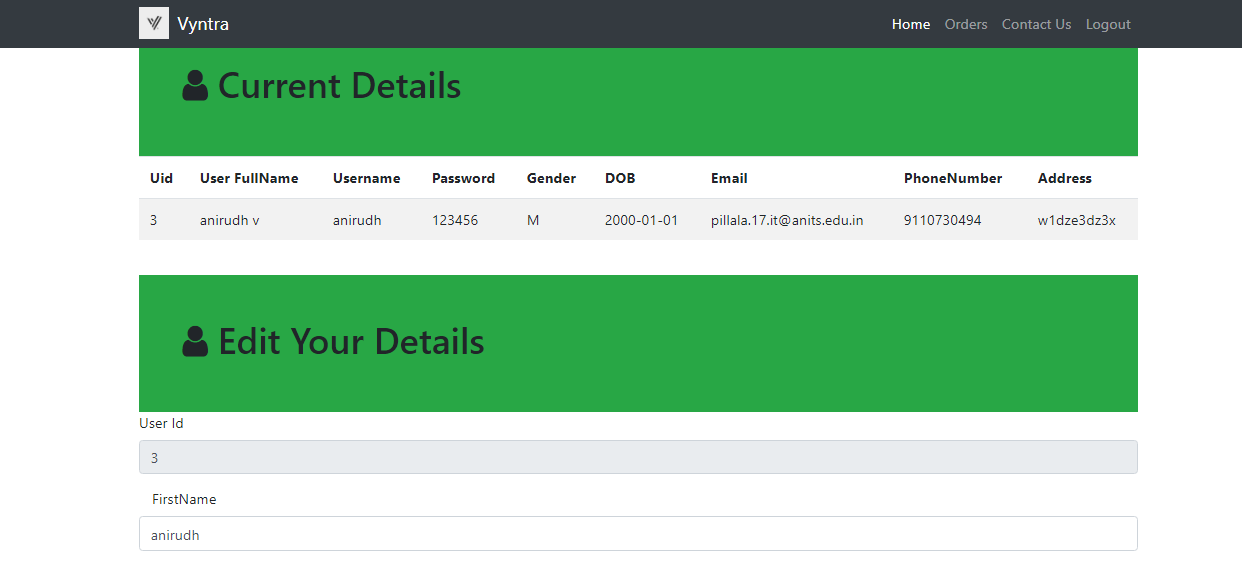 Vyntra Home Orders Contact Us Logout
Current Details
Uid User FullName Username Password Gender DOB Email PhoneNumber Address
3 anirudh v anirudh 123456 M 2000-01-01 pillala.17.it@anits.edu.in 9110730494 w1dze3dz3x
Edit Your Details
User Id
3
FirstName
anirudh